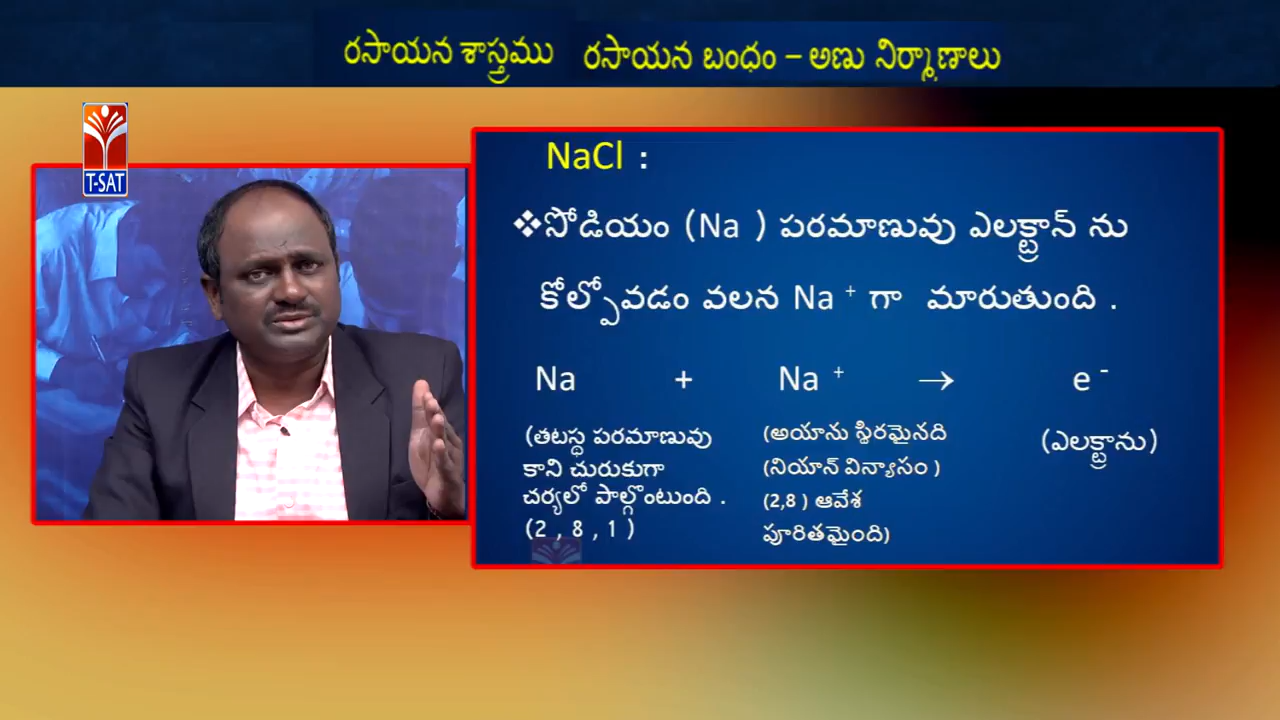 రసాయన శాస్త్రము రసాయన బంధం – అణు నిర్మాణాలు
T-SAT
NaCl :
❖సోడియం (Na ) పరమాణువు ఎలక్ట్రాన్ ను
కోల్పోవడం వలన Na⁺ గా మారుతుంది .
Na + Na⁺ → e⁻
(తటస్థ పరమాణువు
కాని చురుకుగా
చర్యలో పాల్గొంటుంది .
(2 , 8 , 1 )
(అయాను స్థిరమైనది
(నియాన్ విన్యాసం )
(2,8 ) ఆవేశ
పూరితమైంది)
(ఎలక్ట్రాను)